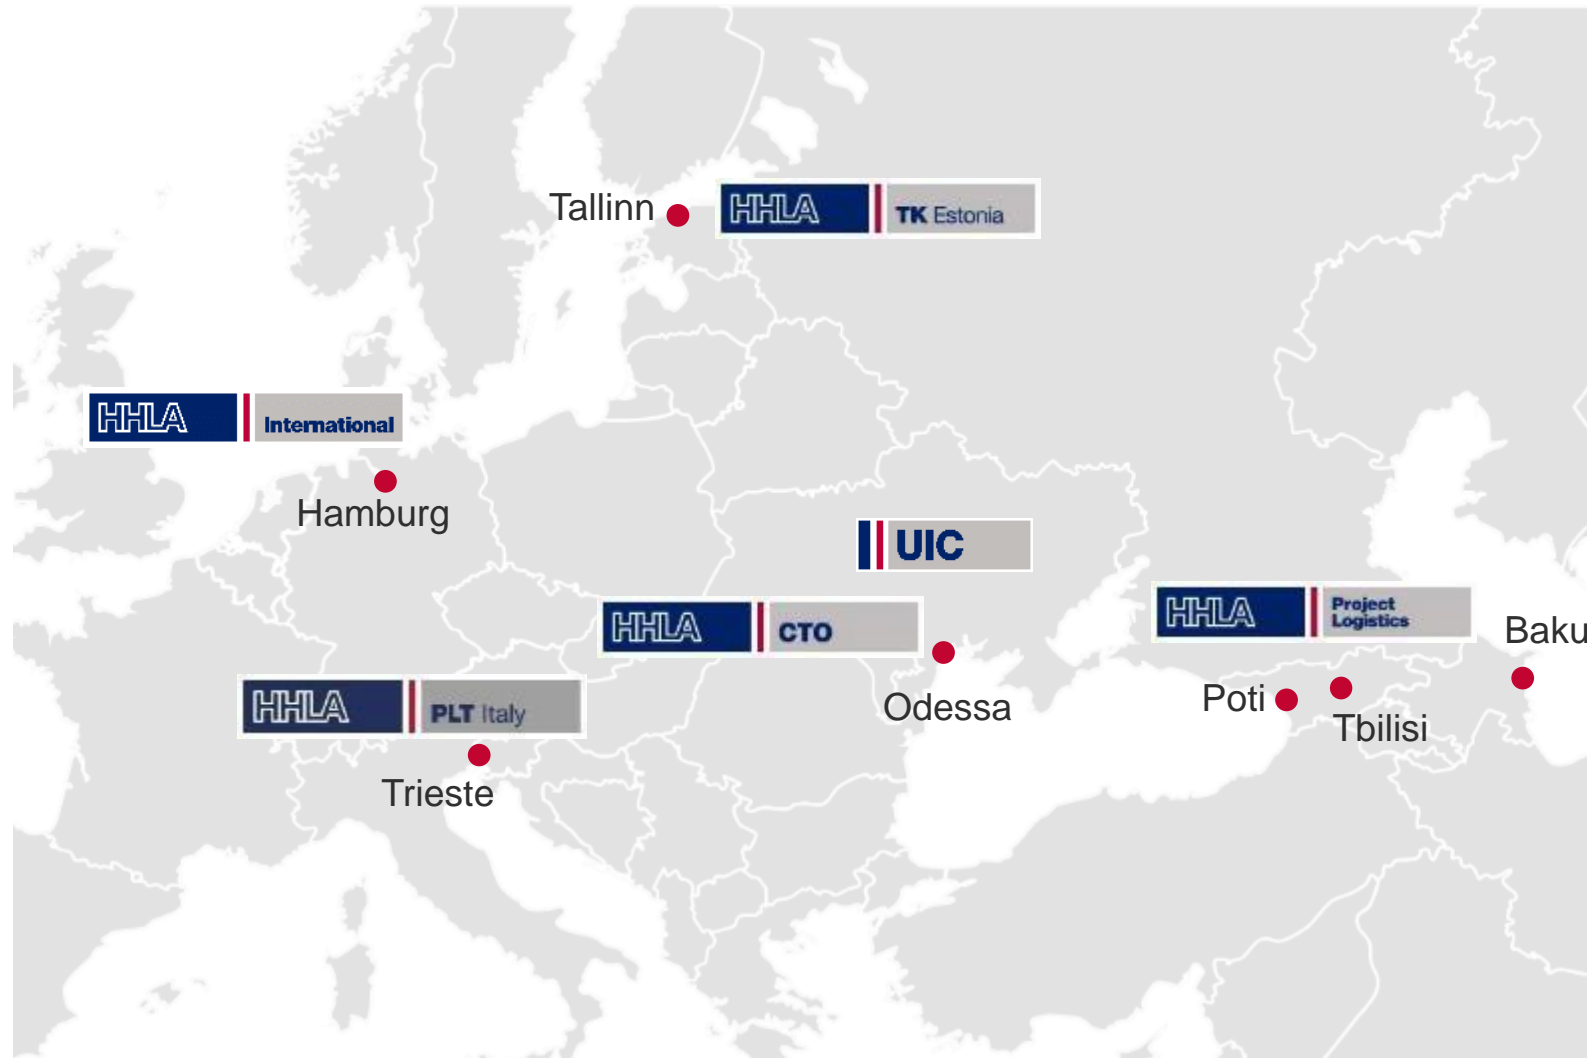 Tallinn
HHLA TK Estonia
HHLA International
Hamburg
UIC
HHLA CTO
HHLA Project
Logistics
Baku
Odessa
Poti
Tbilisi
HHLA PLT Italy
Trieste